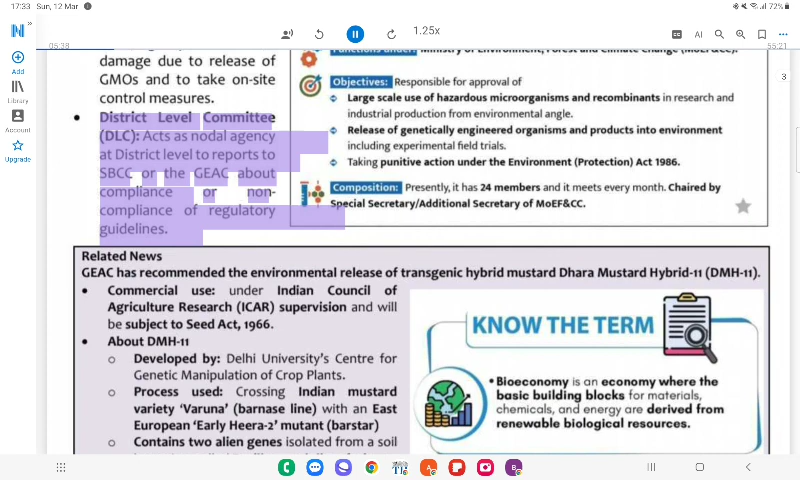 17:33 Sun, 12 Mar
72%
N
1.25x
AI
05:38
55:21
Add
Library
Account
Upgrade
3
damage due to release of
GMOs and to take on-site
control measures.
• District Level Committee
(DLC): Acts as nodal agency
at District level to reports to
SBCC or the GEAC about
compliance or non-
compliance of regulatory
guidelines.
Functions under: Ministry of Environment, Forest and Climate Change (MoEF&CC).
Objectives: Responsible for approval of
Large scale use of hazardous microorganisms and recombinants in research and
industrial production from environmental angle.
Release of genetically engineered organisms and products into environment
including experimental field trials.
Taking punitive action under the Environment (Protection) Act 1986.
Composition: Presently, it has 24 members and it meets every month. Chaired by
Special Secretary/Additional Secretary of MoEF&CC.
Related News
GEAC has recommended the environmental release of transgenic hybrid mustard Dhara Mustard Hybrid-11 (DMH-11).
• Commercial use: under Indian Council of
Agriculture Research (ICAR) supervision and will
be subject to Seed Act, 1966.
• About DMH-11
o Developed by: Delhi University's Centre for
Genetic Manipulation of Crop Plants.
o Process used: Crossing Indian mustard
variety 'Varuna' (barnase line) with an East
European 'Early Heera-2' mutant (barstar)
o Contains two alien genes isolated from a soil
KNOW THE TERM
• Bioeconomy is an economy where the
basic building blocks for materials,
chemicals, and energy are derived from
renewable biological resources.